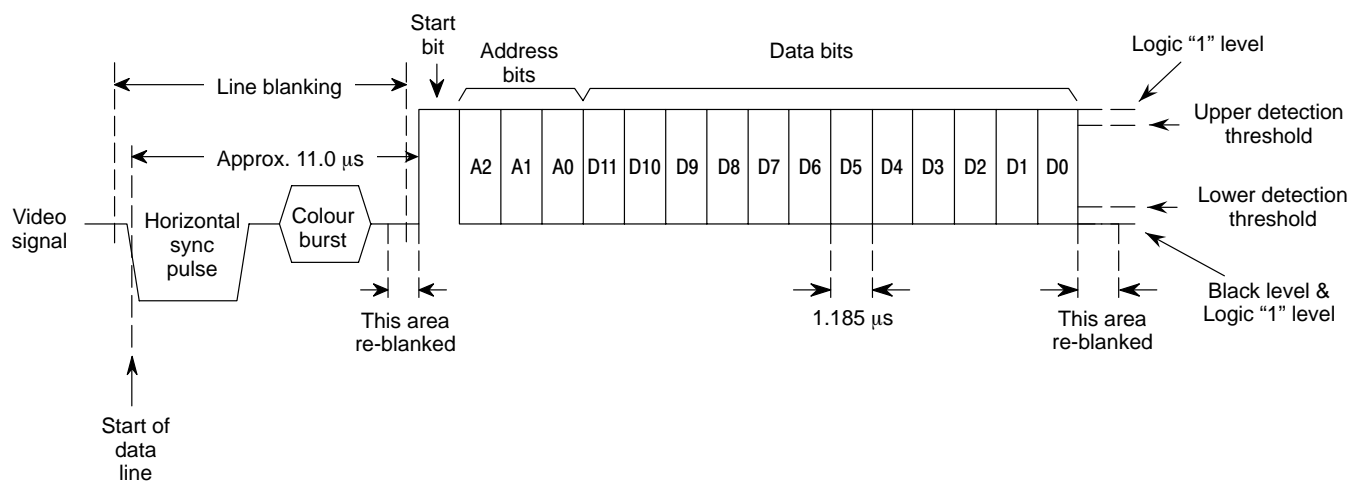 Start
bit
Address
bits
Data bits
Logic “1” level
Line blanking
Upper detection
threshold
Approx. 11.0 μs
A2 A1 A0 D11 D10 D9 D8 D7 D6 D5 D4 D3 D2 D1 D0
Video
signal
Horizontal
sync
pulse
Colour
burst
Lower detection
threshold
This area
re-blanked
1.185 μs
This area
re-blanked
Black level &
Logic “1” level
Start of
data
line